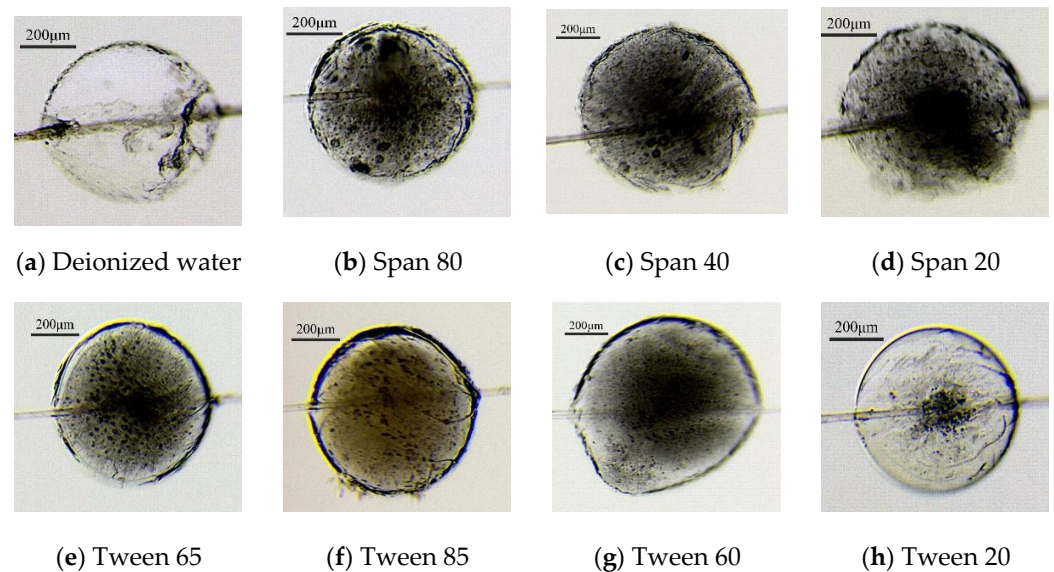 200μm
200μm
200μm
200μm
(a) Deionized water
(b) Span 80
(c) Span 40
(d) Span 20
200μm
200μm
200μm
200μm
(e) Tween 65
(f) Tween 85
(g) Tween 60
(h) Tween 20